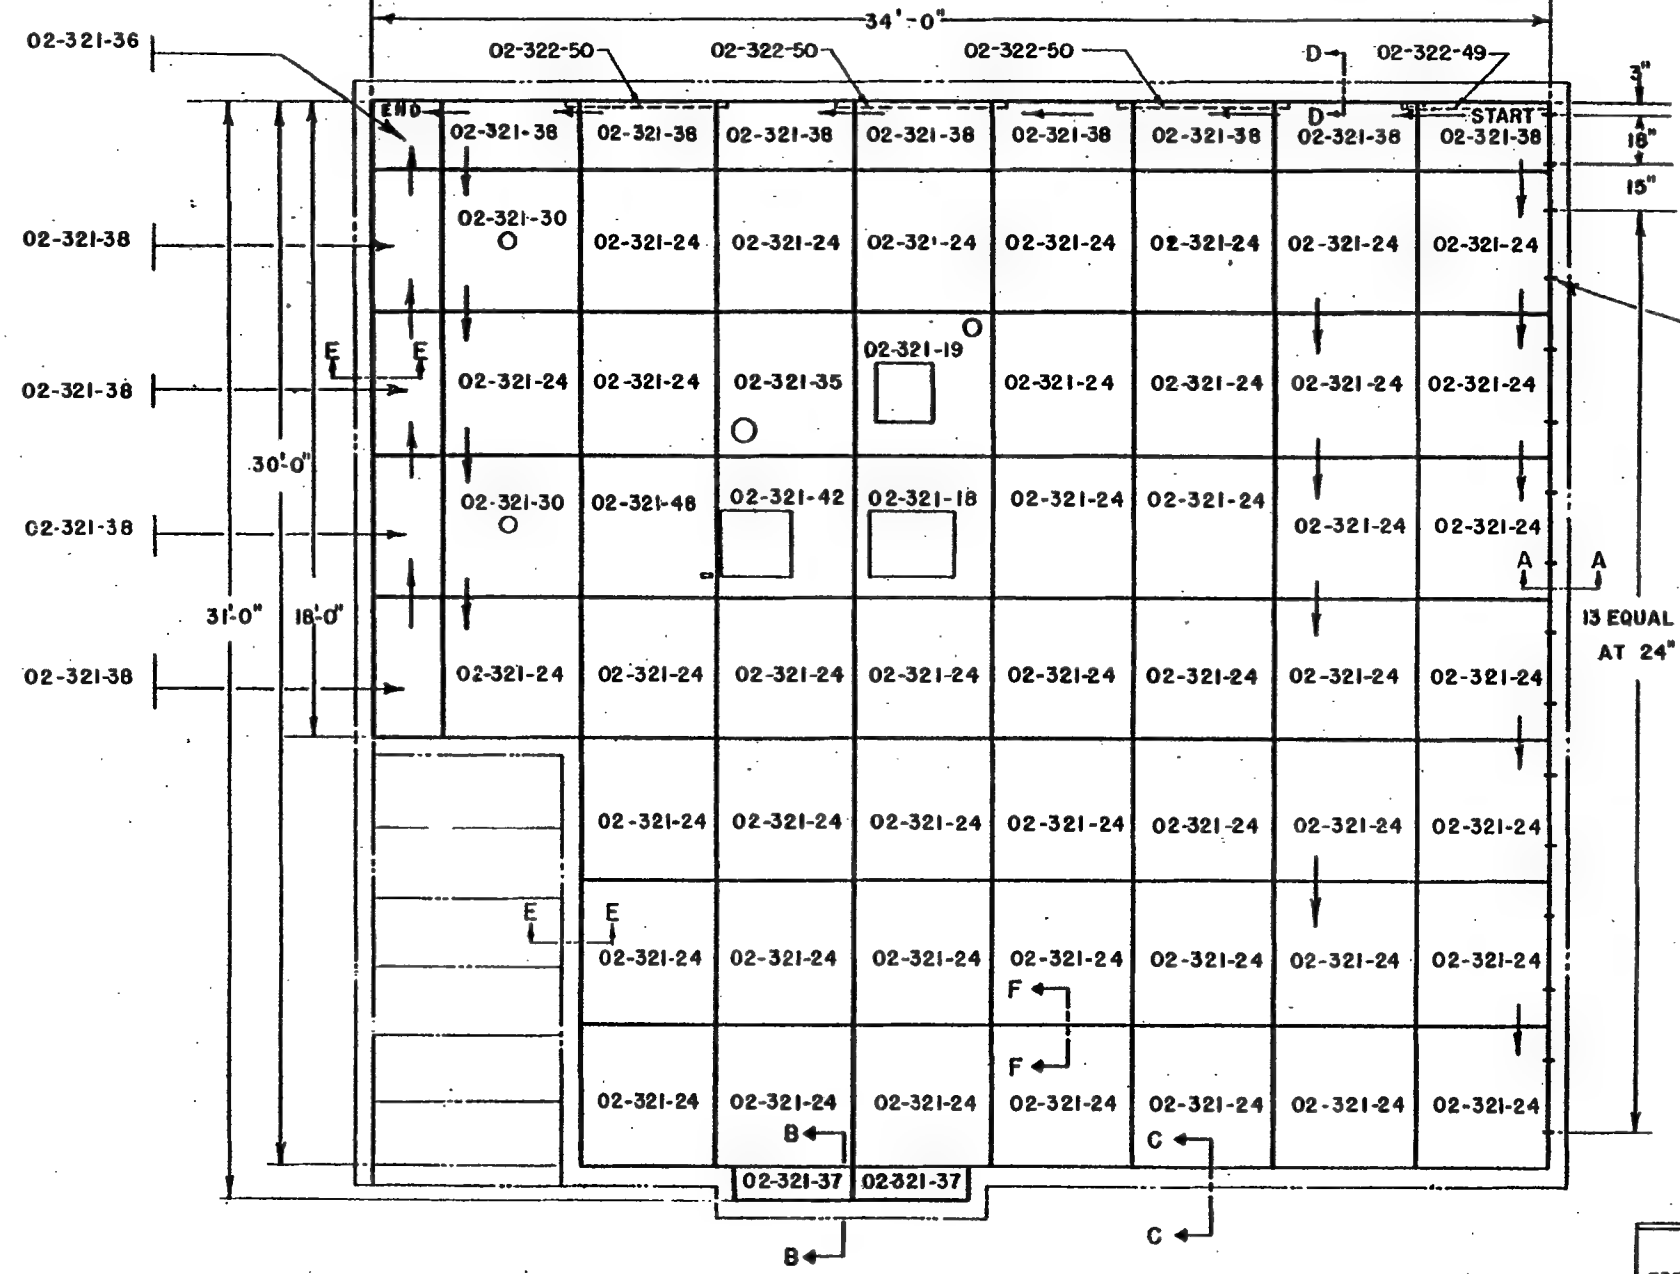 34'-0"
02-321-36
02-322-50 02-322-50 02-322-50 D 02-322-49
3"
END D START
02-321-38 02-321-38 02-321-38 02-321-38 02-321-38 02-321-38 02-321-38 02-321-38
18"
15"
02-321-30
02-321-38 02-321-24 02-321-24 02-321-24 02-321-24 02-321-24 02-321-24 02-321-24
E E 02-321-19
02-321-38 02-321-24 02-321-24 02-321-35 02-321-24 02-321-24 02-321-24 02-321-24
30'-0"
02-321-30 02-321-48 02-321-42 02-321-18 02-321-24 02-321-24
02-321-38 02-321-24 02-321-24
A A
31'-0" 18'-0" 13 EQUAL
AT 24"
02-321-38 02-321-24 02-321-24 02-321-24 02-321-24 02-321-24 02-321-24 02-321-24 02-321-24
02-321-24 02-321-24 02-321-24 02-321-24 02-321-24 02-321-24 02-321-24
E E
02-321-24 02-321-24 02-321-24 02-321-24 02-321-24 02-321-24 02-321-24
F
F
02-321-24 02-321-24 02-321-24 02-321-24 02-321-24 02-321-24 02-321-24
B C
02-321-37 02-321-37
B C